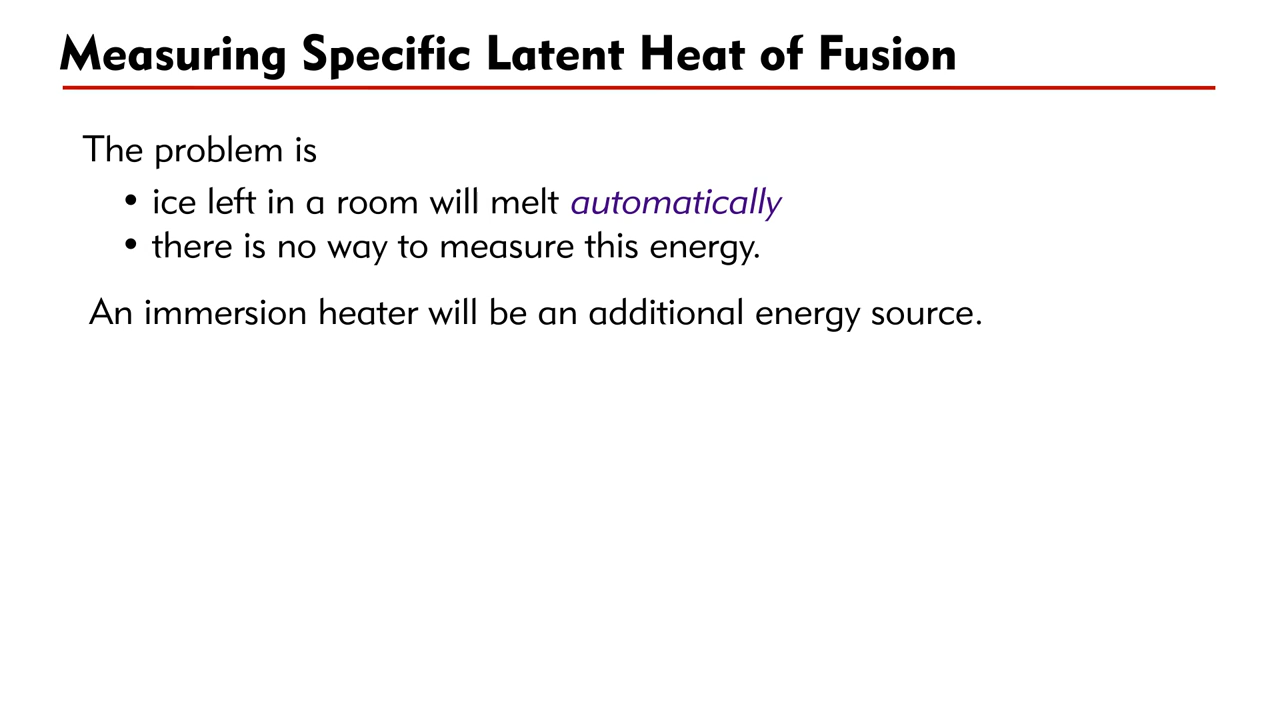 Measuring Specific Latent Heat of Fusion
The problem is
• ice left in a room will melt automatically
• there is no way to measure this energy.
An immersion heater will be an additional energy source.